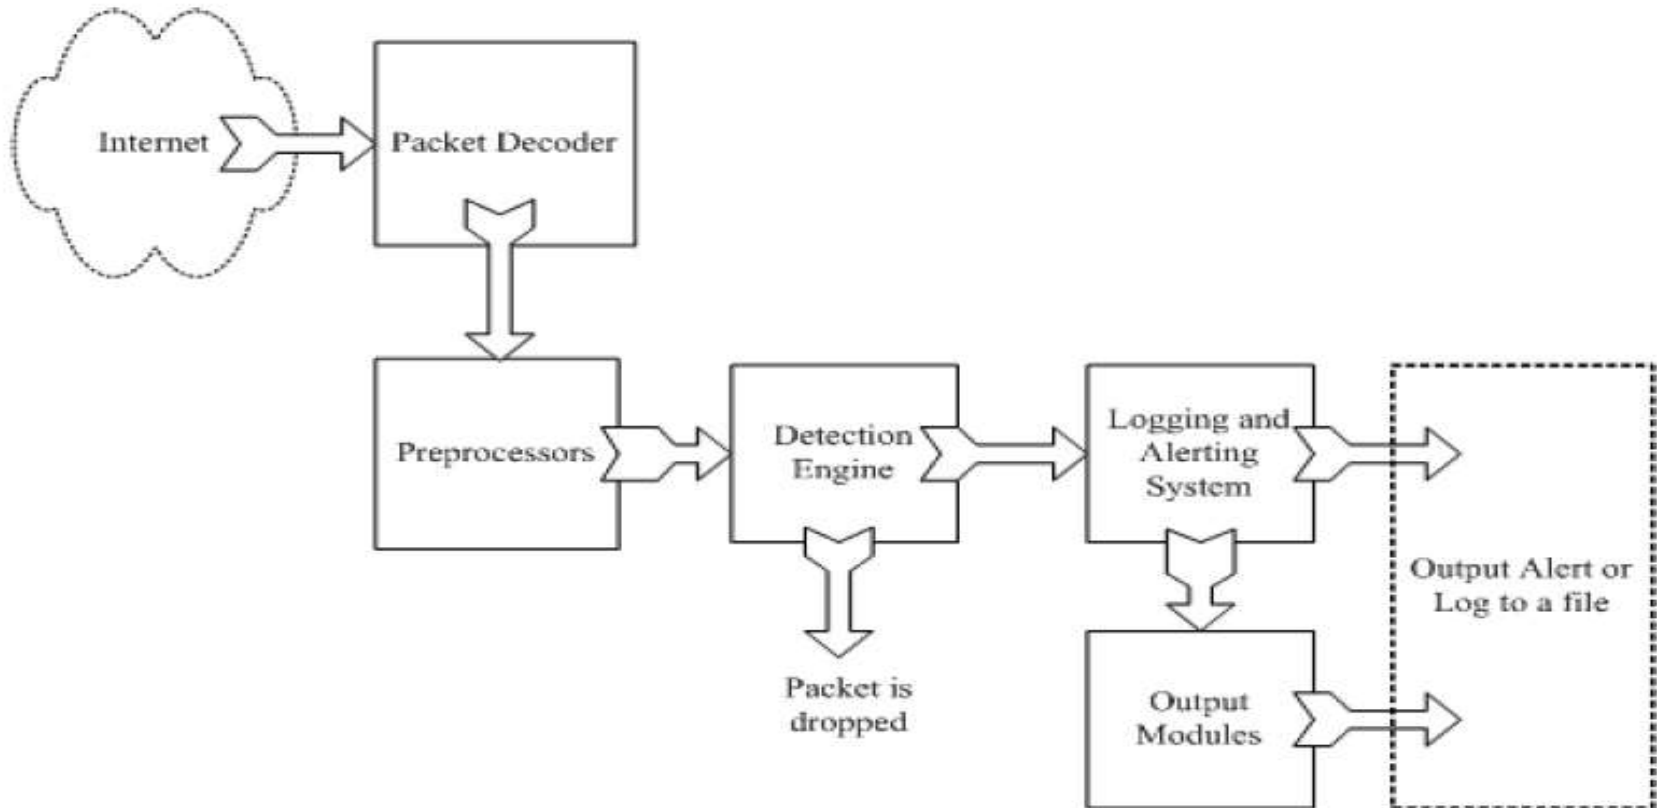 Internet
Packet Decoder
Preprocessors
Detection
Engine
Logging and
Alerting
System
Output Alert or
Log to a file
Packet is
dropped
Output
Modules